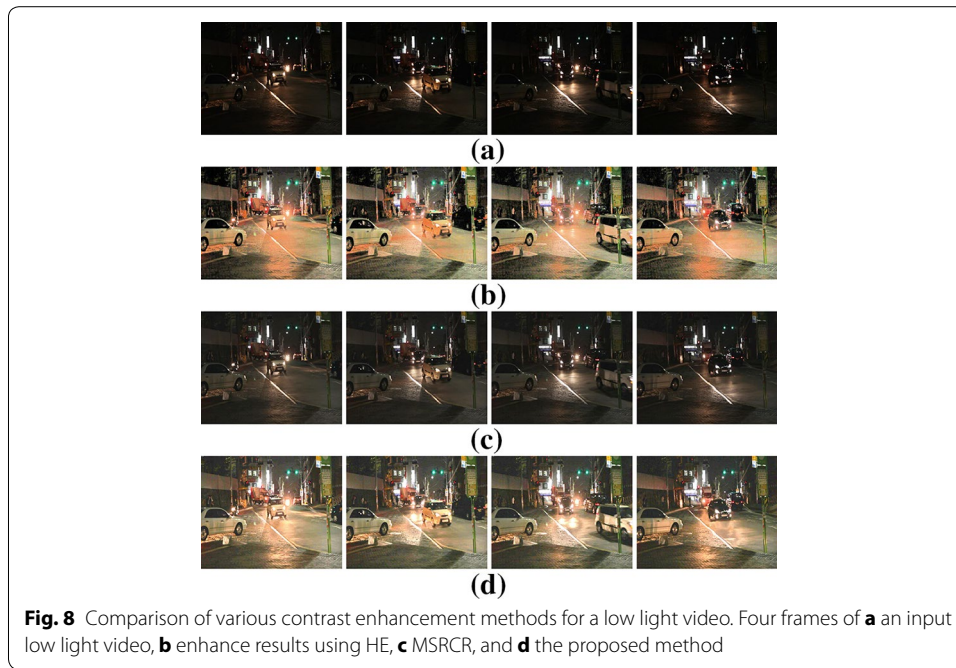 (a)
(b)
(c)
(d)
Fig. 8 Comparison of various contrast enhancement methods for a low light video. Four frames of a an input
low light video, b enhance results using HE, c MSRCR, and d the proposed method